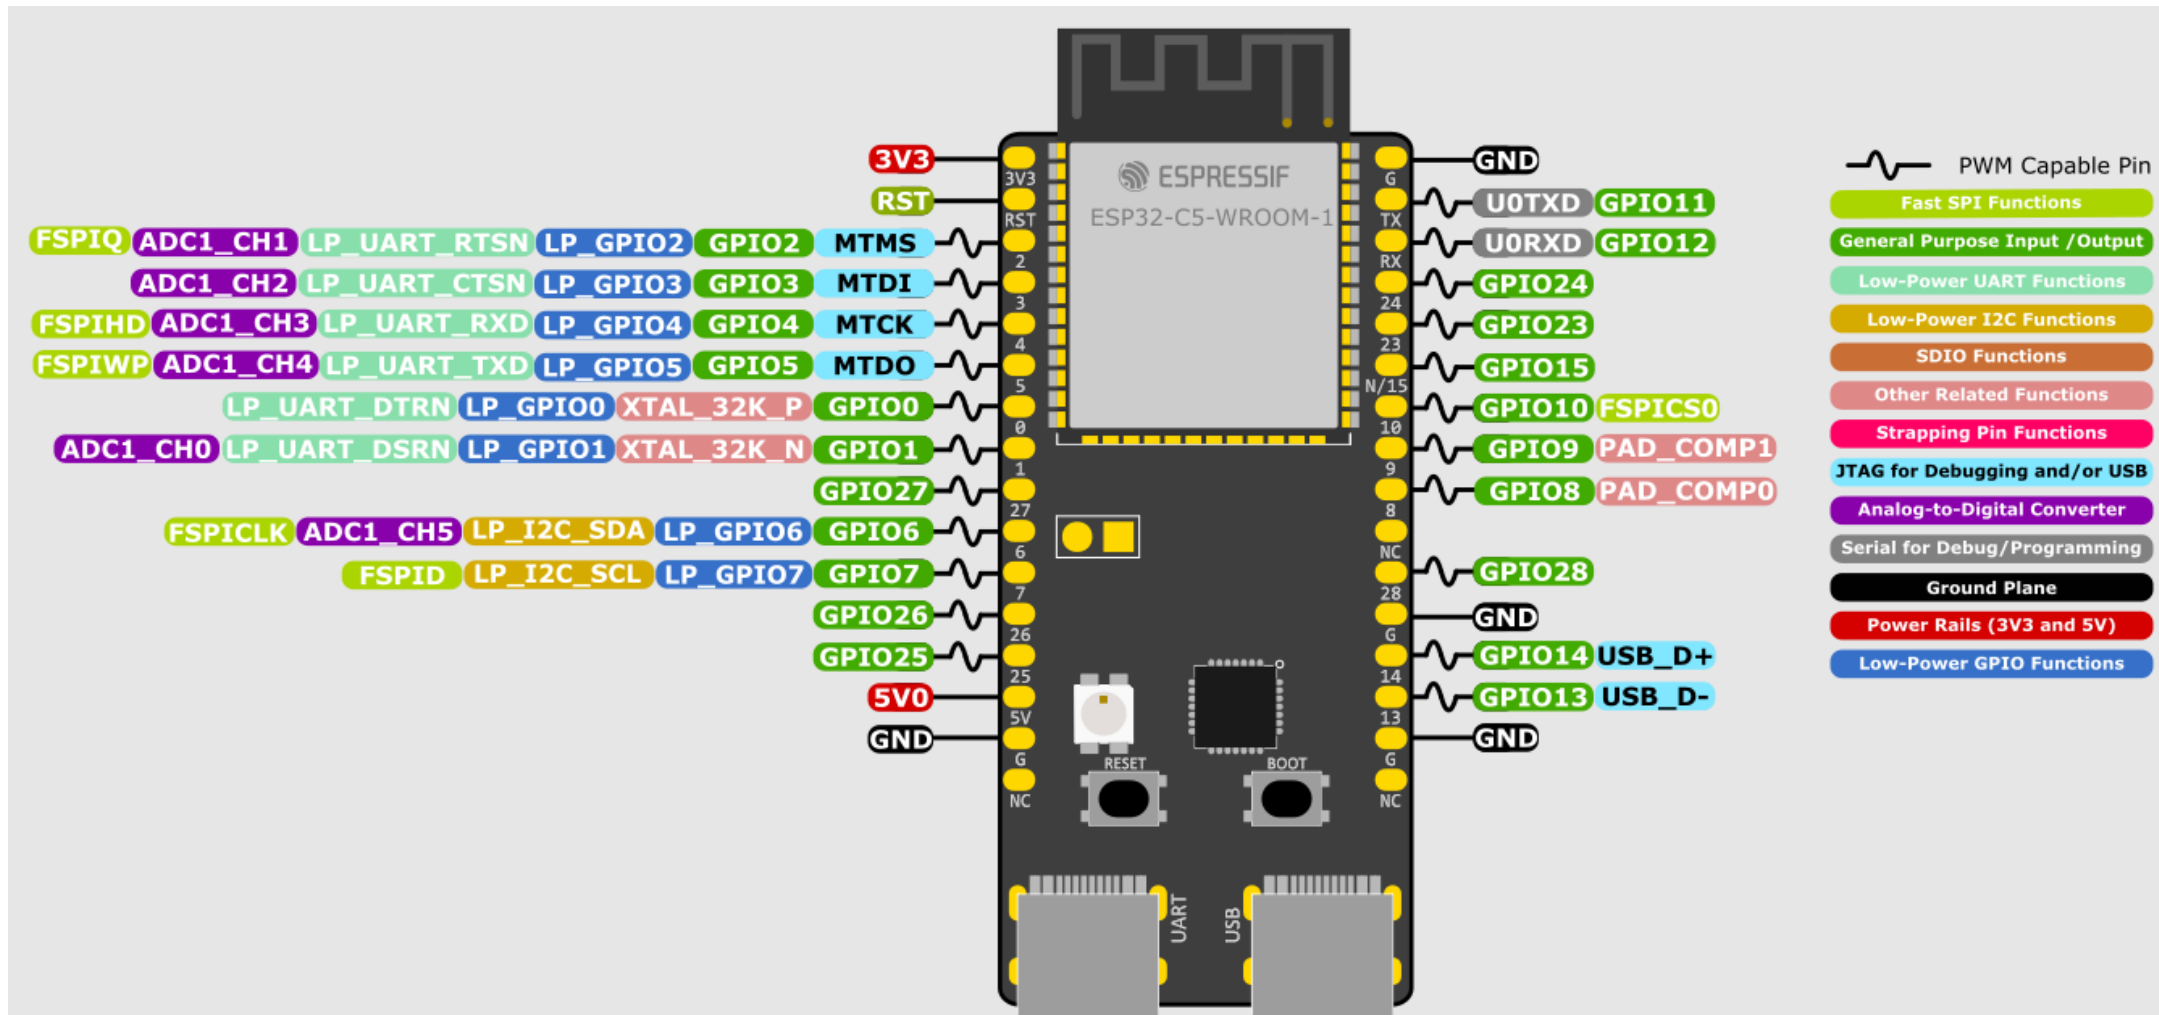 3V3
RST
FSPIQ ADC1_CH1 LP_UART_RTSN LP_GPIO2 GPIO2 MTMS
ADC1_CH2 LP_UART_CTSN LP_GPIO3 GPIO3 MTDI
FSPIHD ADC1_CH3 LP_UART_RXD LP_GPIO4 GPIO4 MTCK
FSPIWP ADC1_CH4 LP_UART_TXD LP_GPIO5 GPIO5 MTDO
LP_UART_DTRN LP_GPIO0 XTAL_32K_P GPIO0
ADC1_CH0 LP_UART_DSRN LP_GPIO1 XTAL_32K_N GPIO1
GPIO27
FSPICLK ADC1_CH5 LP_I2C_SDA LP_GPIO6 GPIO6
FSPID LP_I2C_SCL LP_GPIO7 GPIO7
GPIO26
GPIO25
5V0
GND
3V3
RST
2
3
4
5
0
1
27
6
7
26
25
5V
G
NC
ESPRESSIF
ESP32-C5-WROOM-1
RESET
BOOT
UART
USB
G
TX
RX
24
23
N/15
10
9
8
NC
28
G
14
13
G
NC
GND
U0TXD GPIO11
U0RXD GPIO12
GPIO24
GPIO23
GPIO15
GPIO10 FSPICS0
GPIO9 PAD_COMP1
GPIO8 PAD_COMP0
GPIO28
GND
GPIO14 USB_D+
GPIO13 USB_D-
GND
PWM Capable Pin
Fast SPI Functions
General Purpose Input /Output
Low-Power UART Functions
Low-Power I2C Functions
SDIO Functions
Other Related Functions
Strapping Pin Functions
JTAG for Debugging and/or USB
Analog-to-Digital Converter
Serial for Debug/Programming
Ground Plane
Power Rails (3V3 and 5V)
Low-Power GPIO Functions